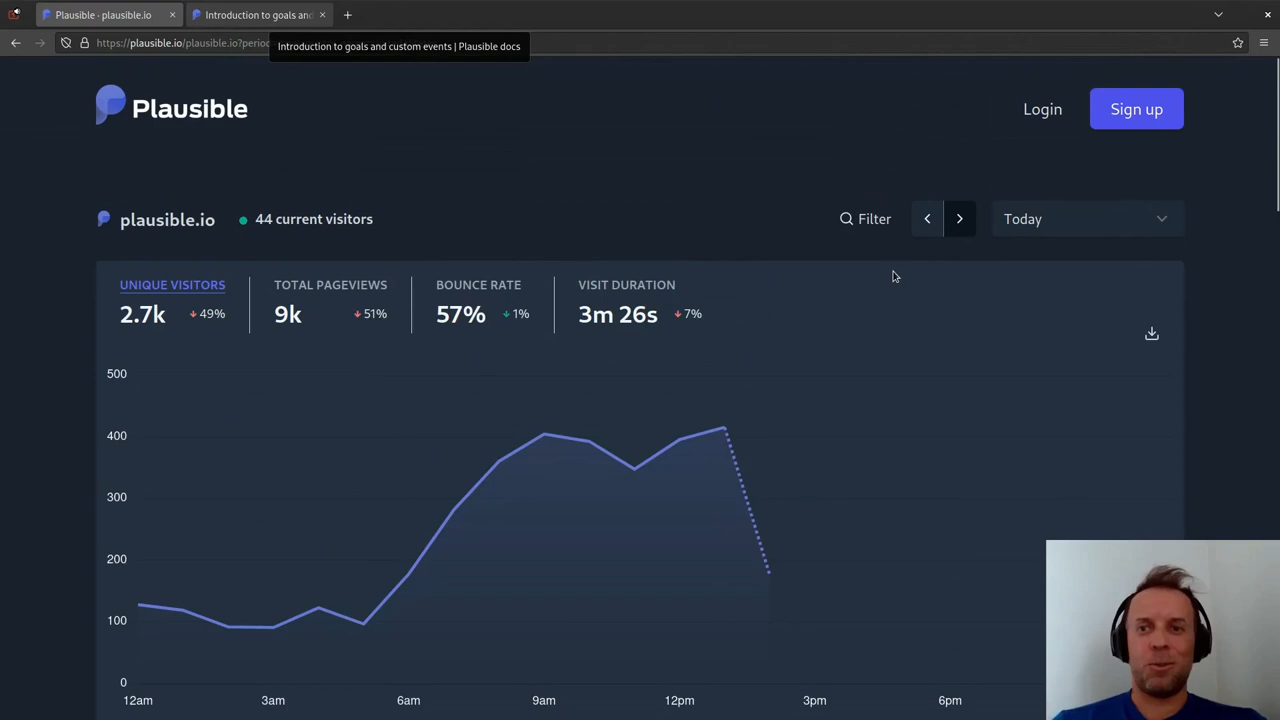 Plausible · plausible.io
Introduction to goals and
https://plausible.io/plausible.io?period
Introduction to goals and custom events | Plausible docs
Plausible
Login
Sign up
plausible.io
44 current visitors
Filter
Today
UNIQUE VISITORS
TOTAL PAGEVIEWS
BOUNCE RATE
VISIT DURATION
2.7k
49%
9k
51%
57%
1%
3m 26s
7%
500
400
300
200
100
0
12am
3am
6am
9am
12pm
3pm
6pm